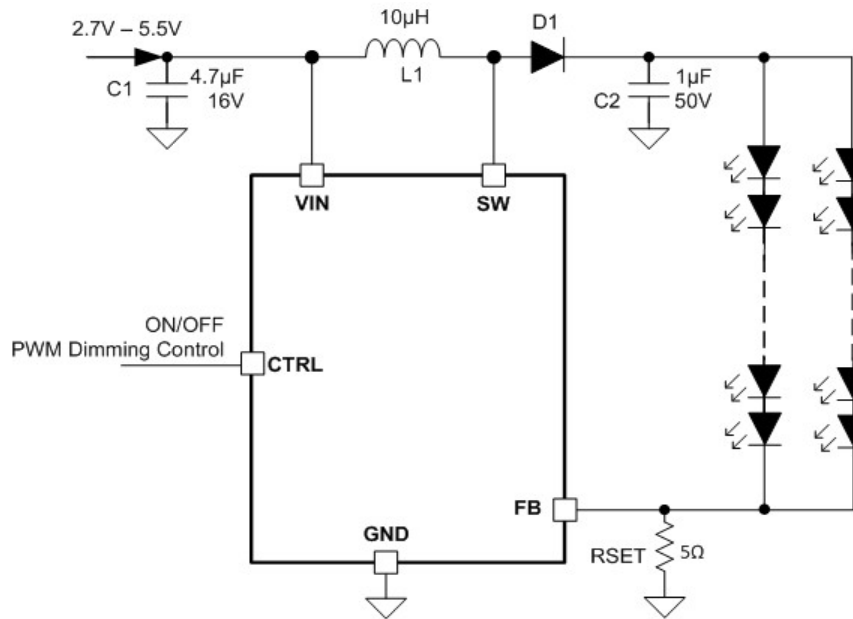 2.7V – 5.5V
10µH
D1
L1
C1
4.7µF
16V
C2
1µF
50V
VIN
SW
ON/OFF
PWM Dimming Control
CTRL
FB
GND
RSET
5Ω